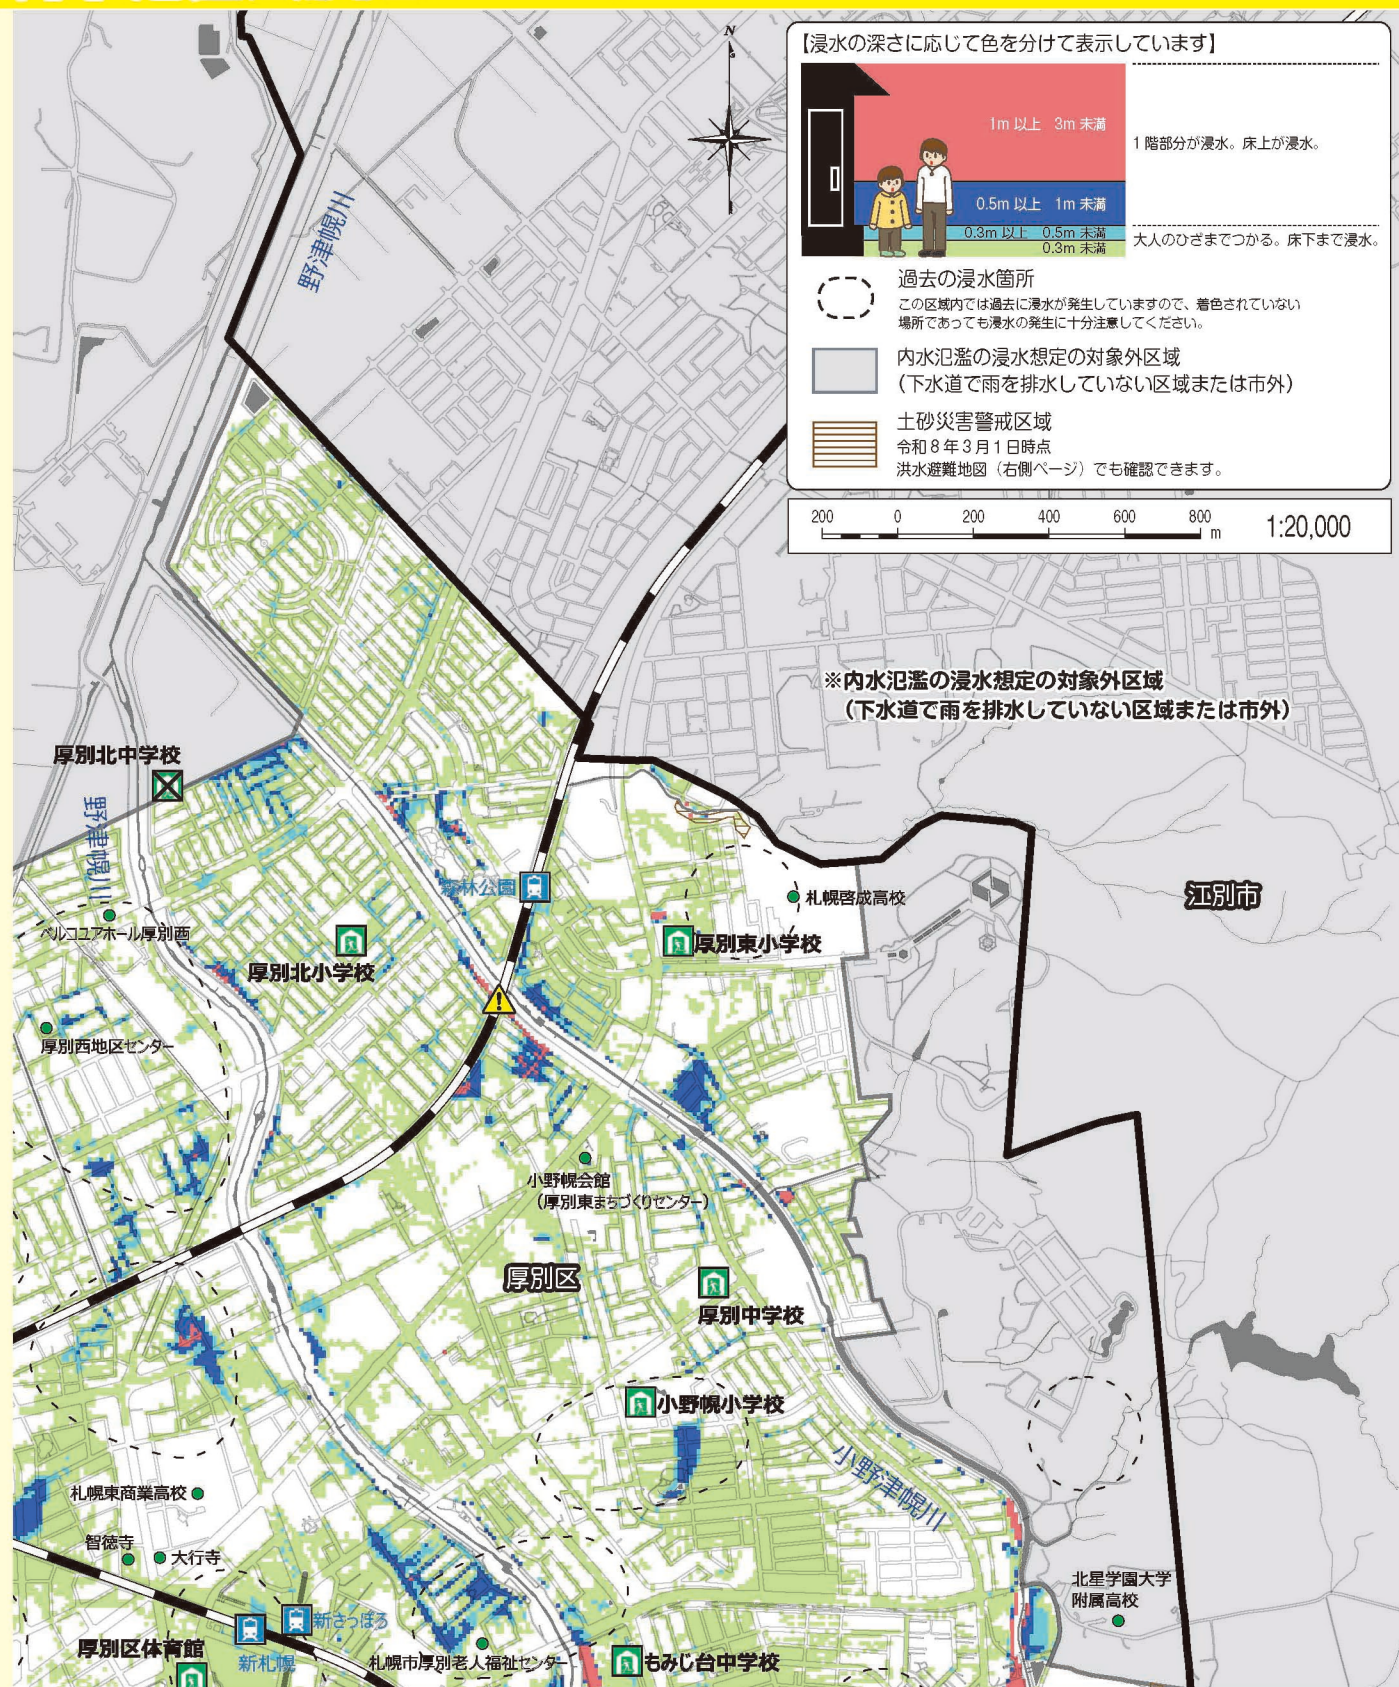 【浸水の深さに応じて色を分けて表示しています】
1m 以上 3m 未満
1 階部分が浸水。床上が浸水。
0.5m 以上 1m 未満
0.3m 以上 0.5m 未満
0.3m 未満
大人のひざまでつかる。床下まで浸水。
過去の浸水箇所
この区域内では過去に浸水が発生していますので、着色されていない
場所であっても浸水の発生に十分注意してください。
内水氾濫の浸水想定の対象外区域
(下水道で雨を排水していない区域または市外)
土砂災害警戒区域
令和8年3月1日時点
洪水避難地図（右側ページ）でも確認できます。
200 0 200 400 600 800 m 1:20,000
N
野津幌川
※内水氾濫の浸水想定の対象外区域
(下水道で雨を排水していない区域または市外)
厚別北中学校
野津幌川
森林公園
札幌啓成高校
江別市
ベルコユアホール厚別西
厚別北小学校
厚別東小学校
厚別西地区センター
小野幌会館
(厚別東まちづくりセンター)
厚別区
厚別中学校
小野幌小学校
小野津幌川
札幌東商業高校
智徳寺
大行寺
北星学園大学
附属高校
新さっぽろ
新札幌
厚別区体育館
札幌市厚別老人福祉センター
もみじ台中学校